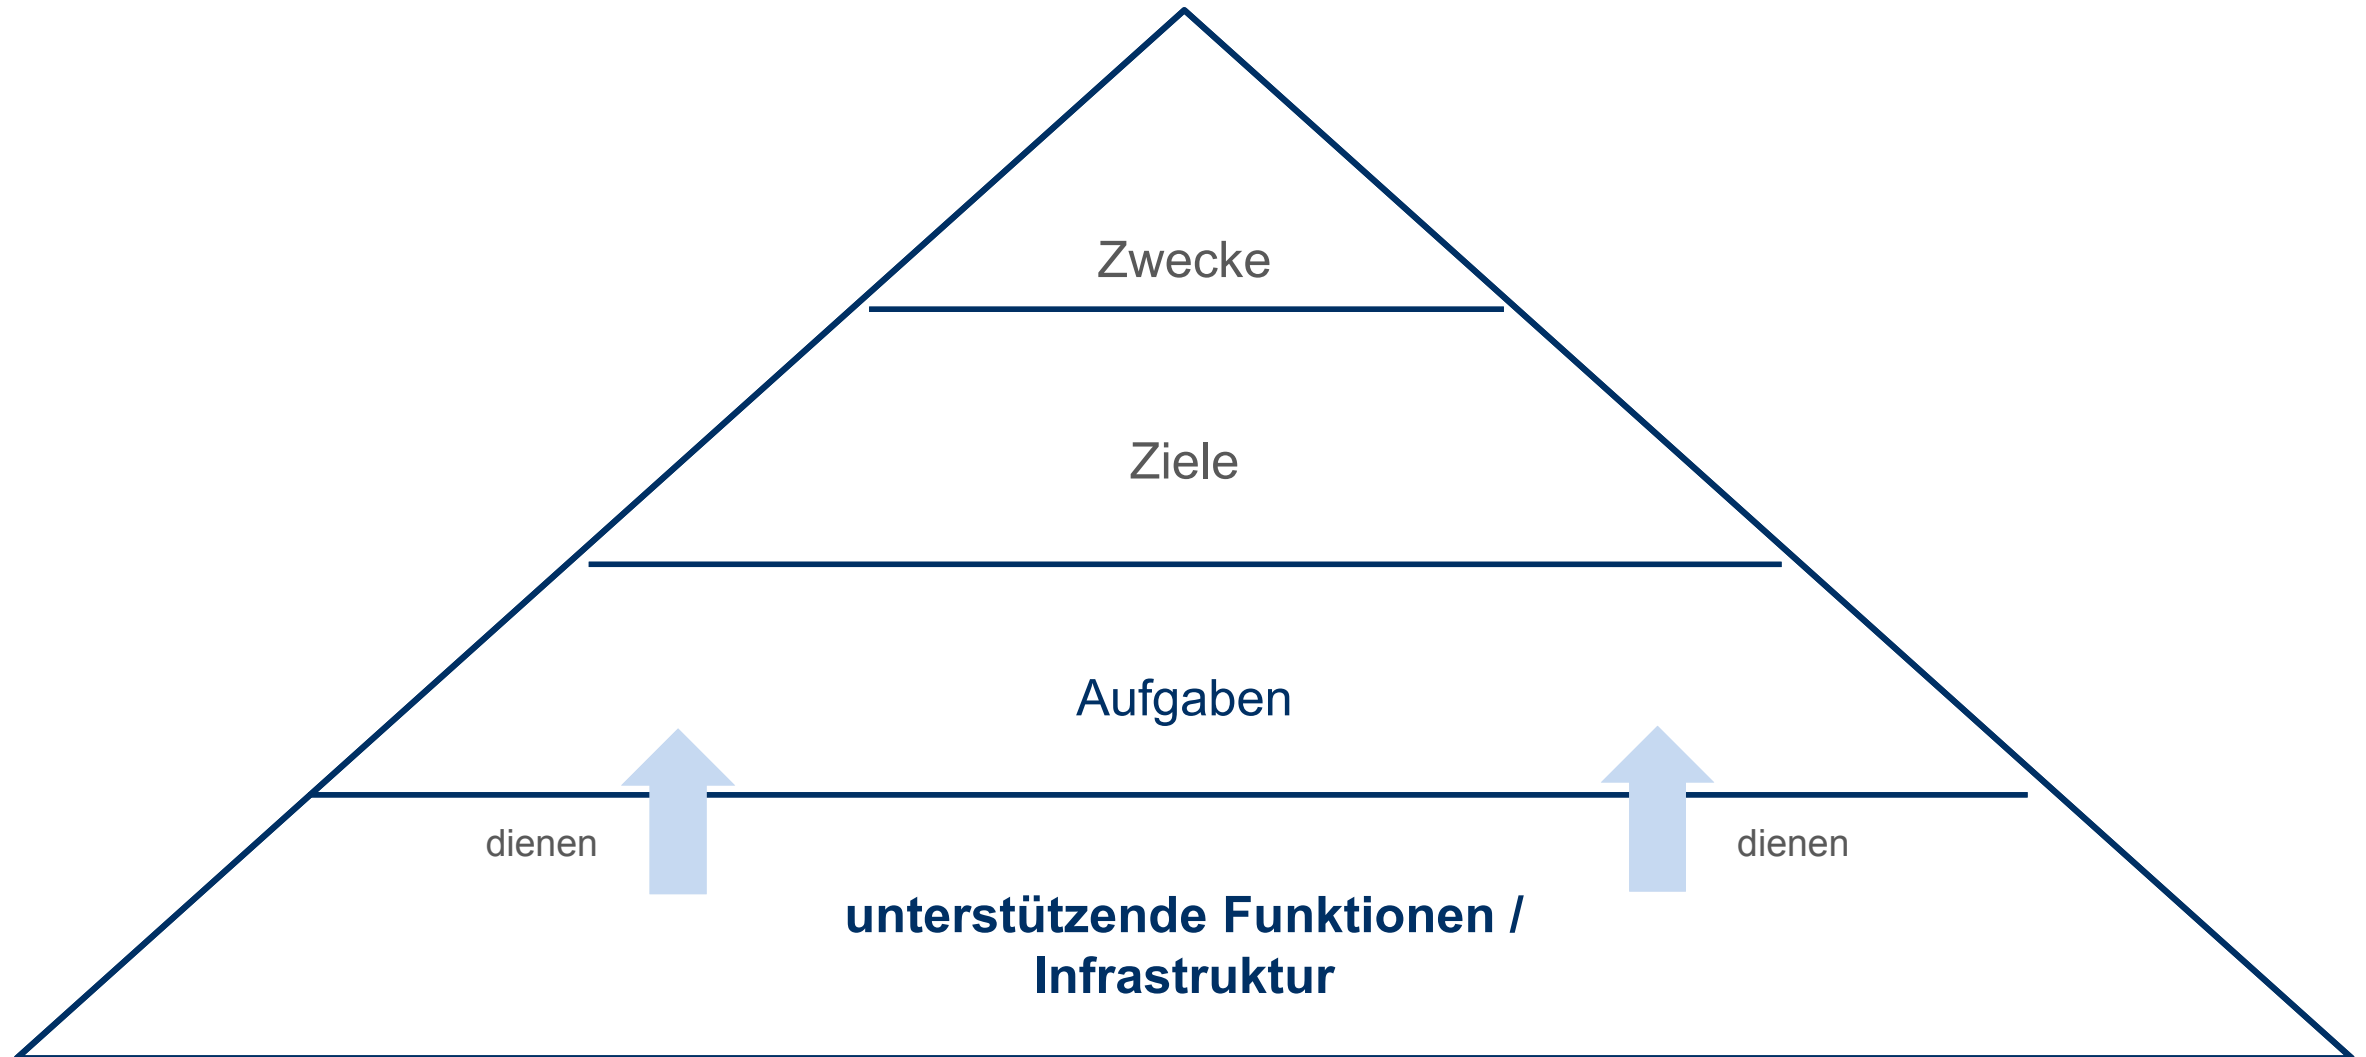 Zwecke
Ziele
Aufgaben
dienen
dienen
unterstützende Funktionen /
Infrastruktur